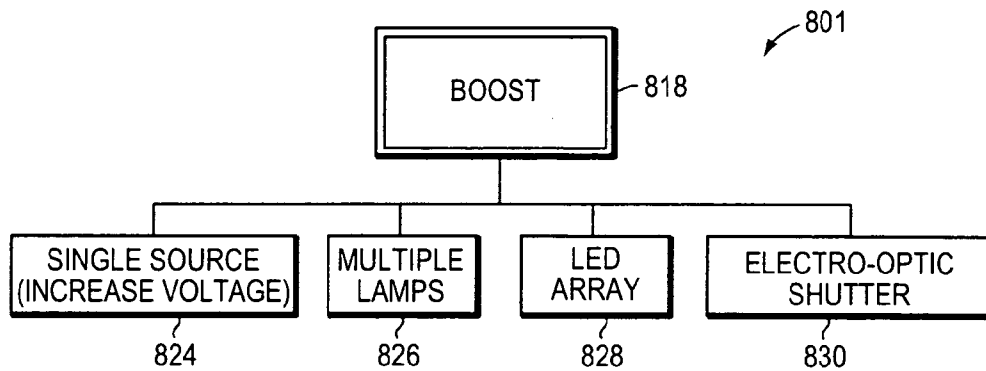 801
BOOST
818
SINGLE SOURCE
(INCREASE VOLTAGE)
824
MULTIPLE
LAMPS
826
LED
ARRAY
828
ELECTRO-OPTIC
SHUTTER
830